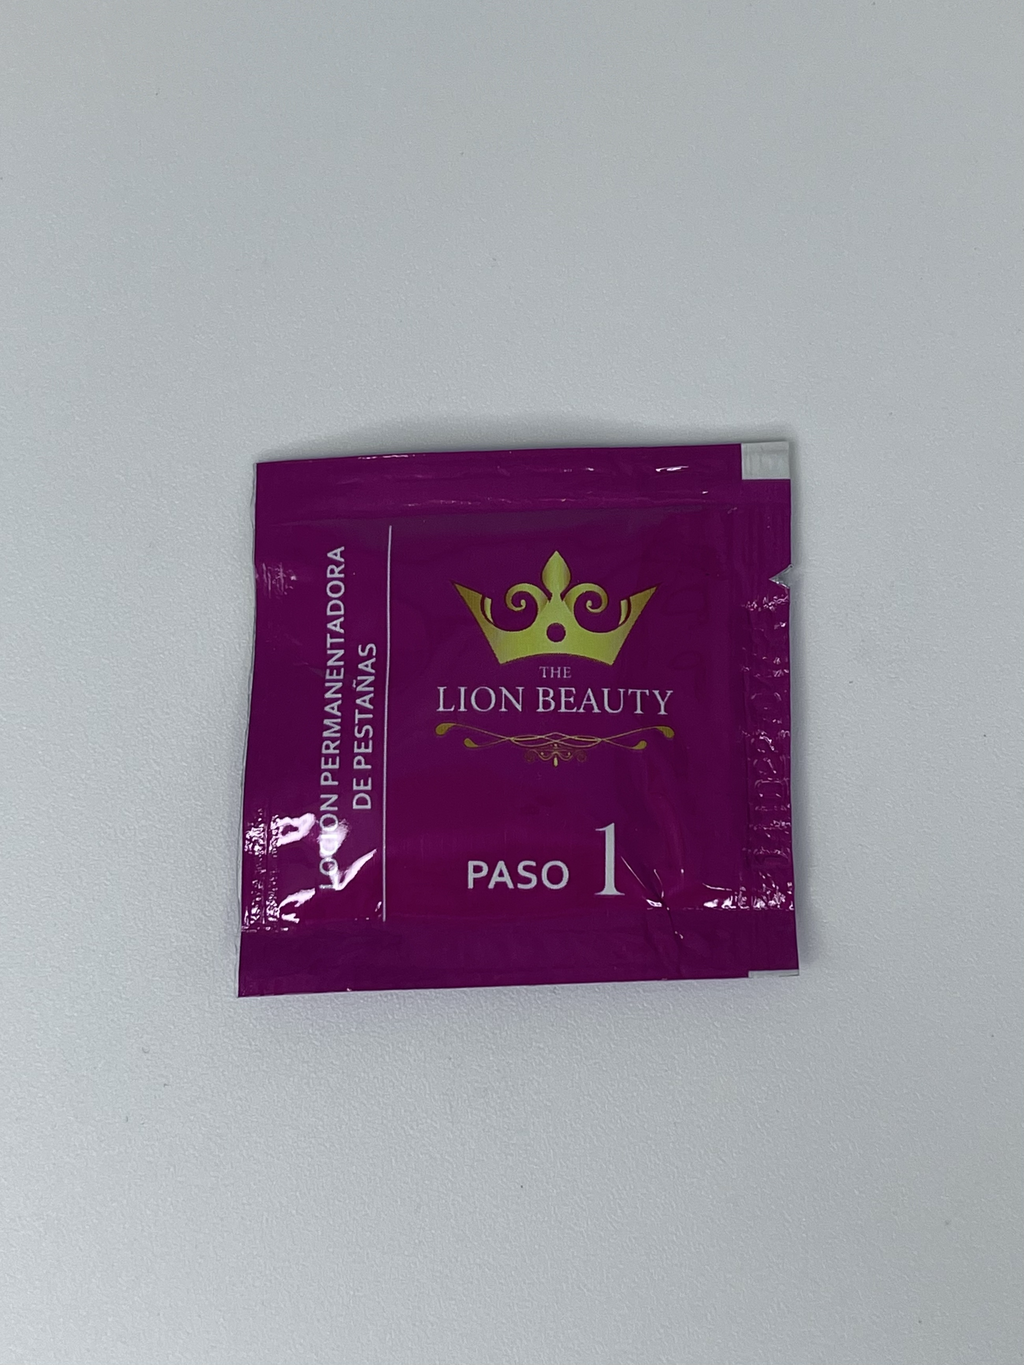 LOCION PERMANENTADORA
DE PESTAÑAS
THE
LION BEAUTY
PASO 1